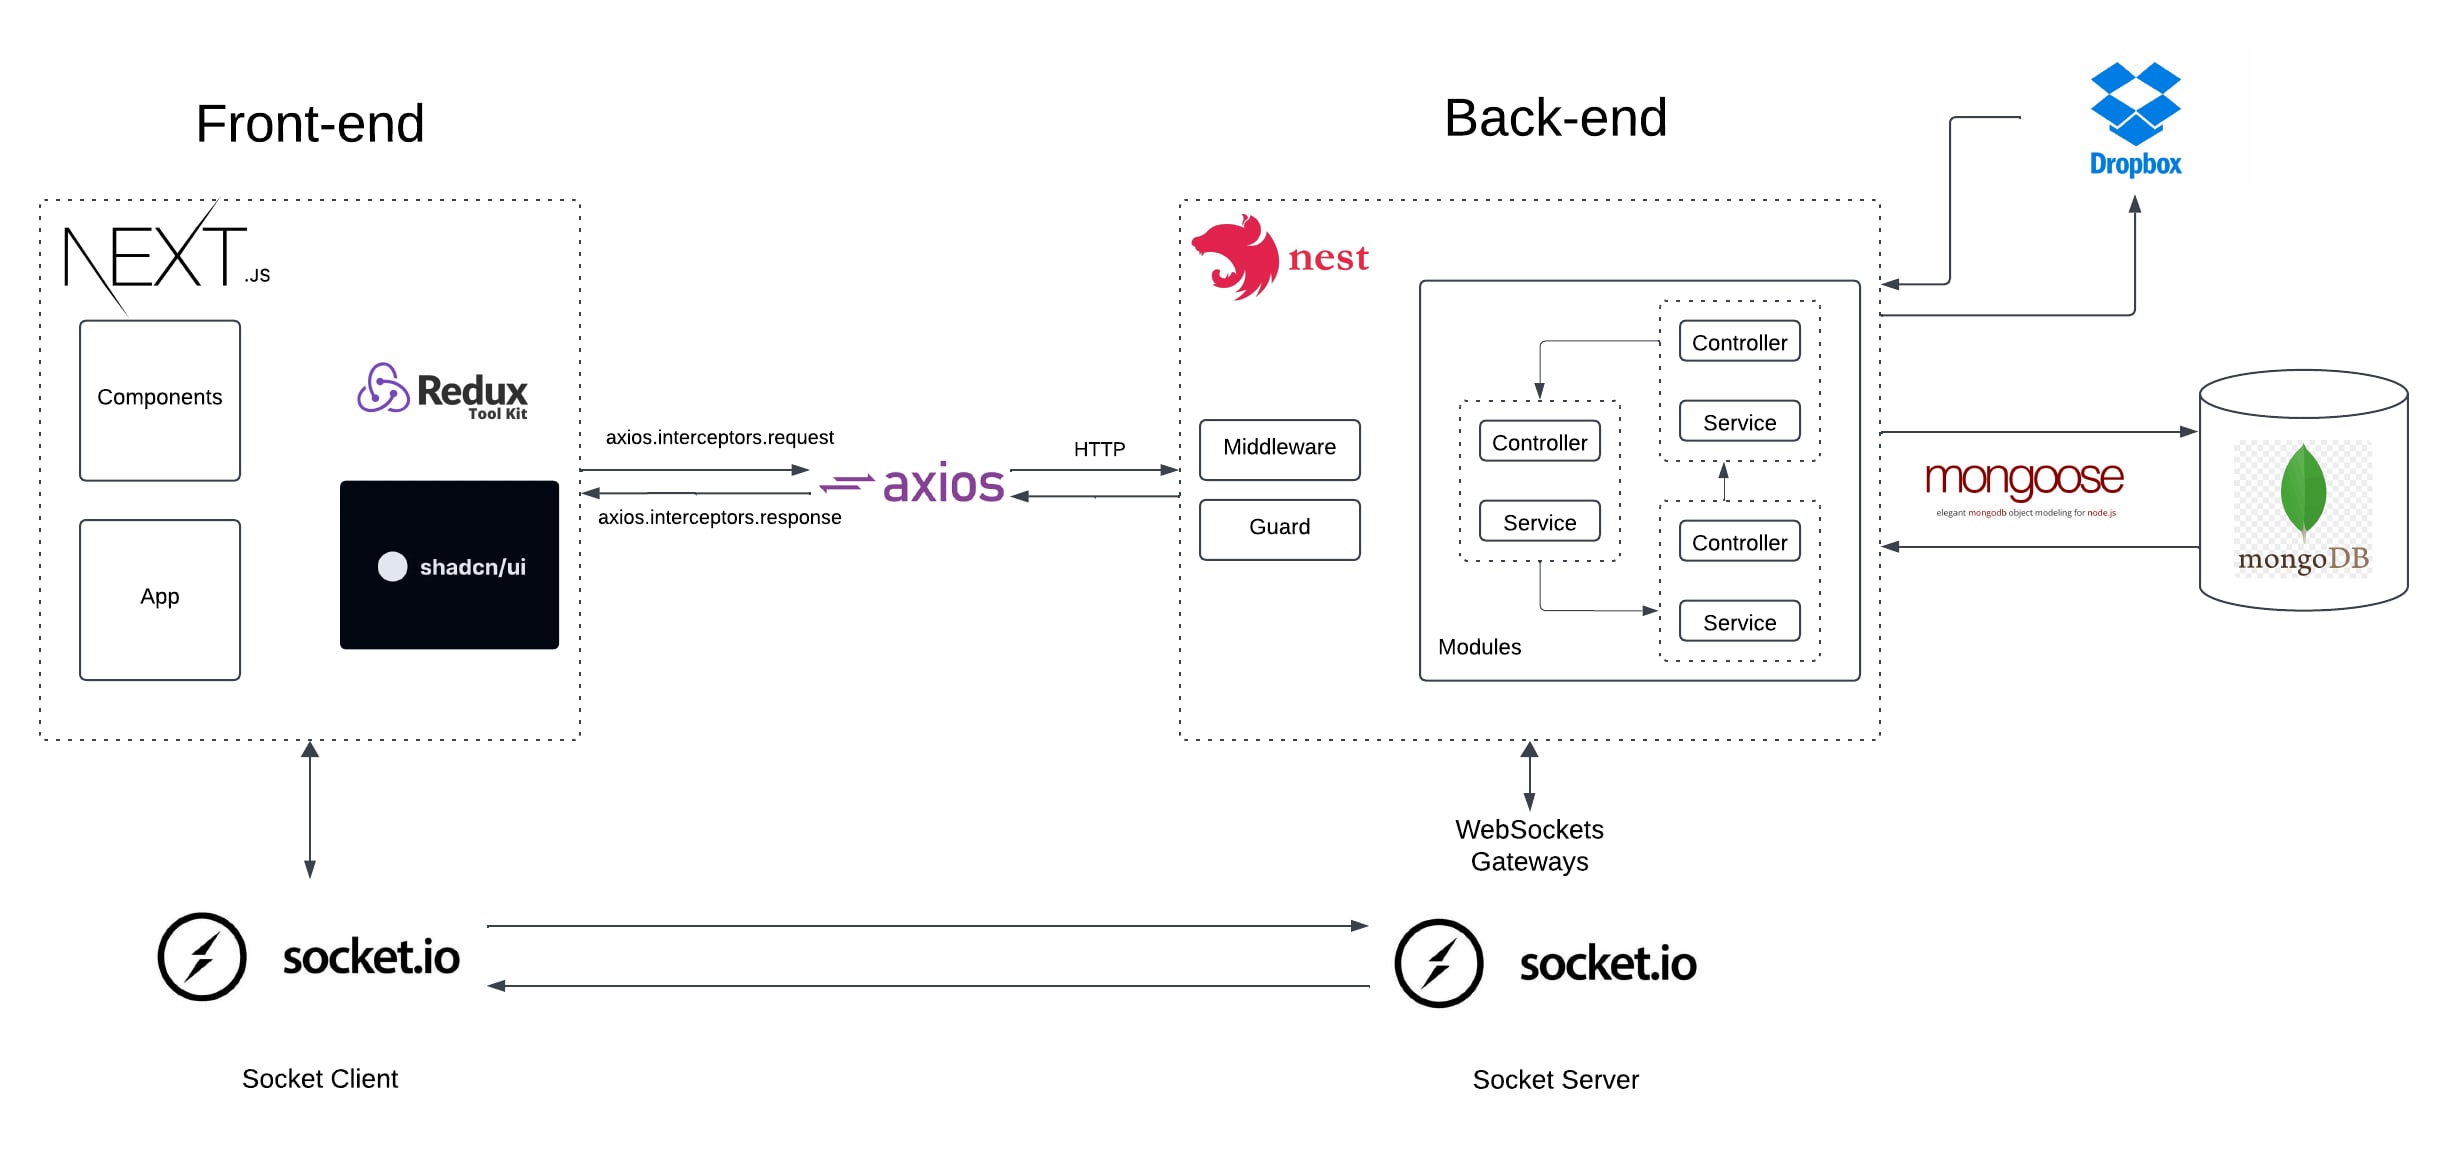 Front-end
Back-end
Dropbox
NEXT.JS
nest
Components
App
Redux
Tool Kit
shadcn/ui
axios.interceptors.request
axios.interceptors.response
axios
HTTP
Middleware
Guard
Controller
Service
Controller
Service
Controller
Service
Modules
mongoose
elegant mongodb object modeling for node.js
mongoDB
WebSockets
Gateways
socket.io
socket.io
Socket Client
Socket Server